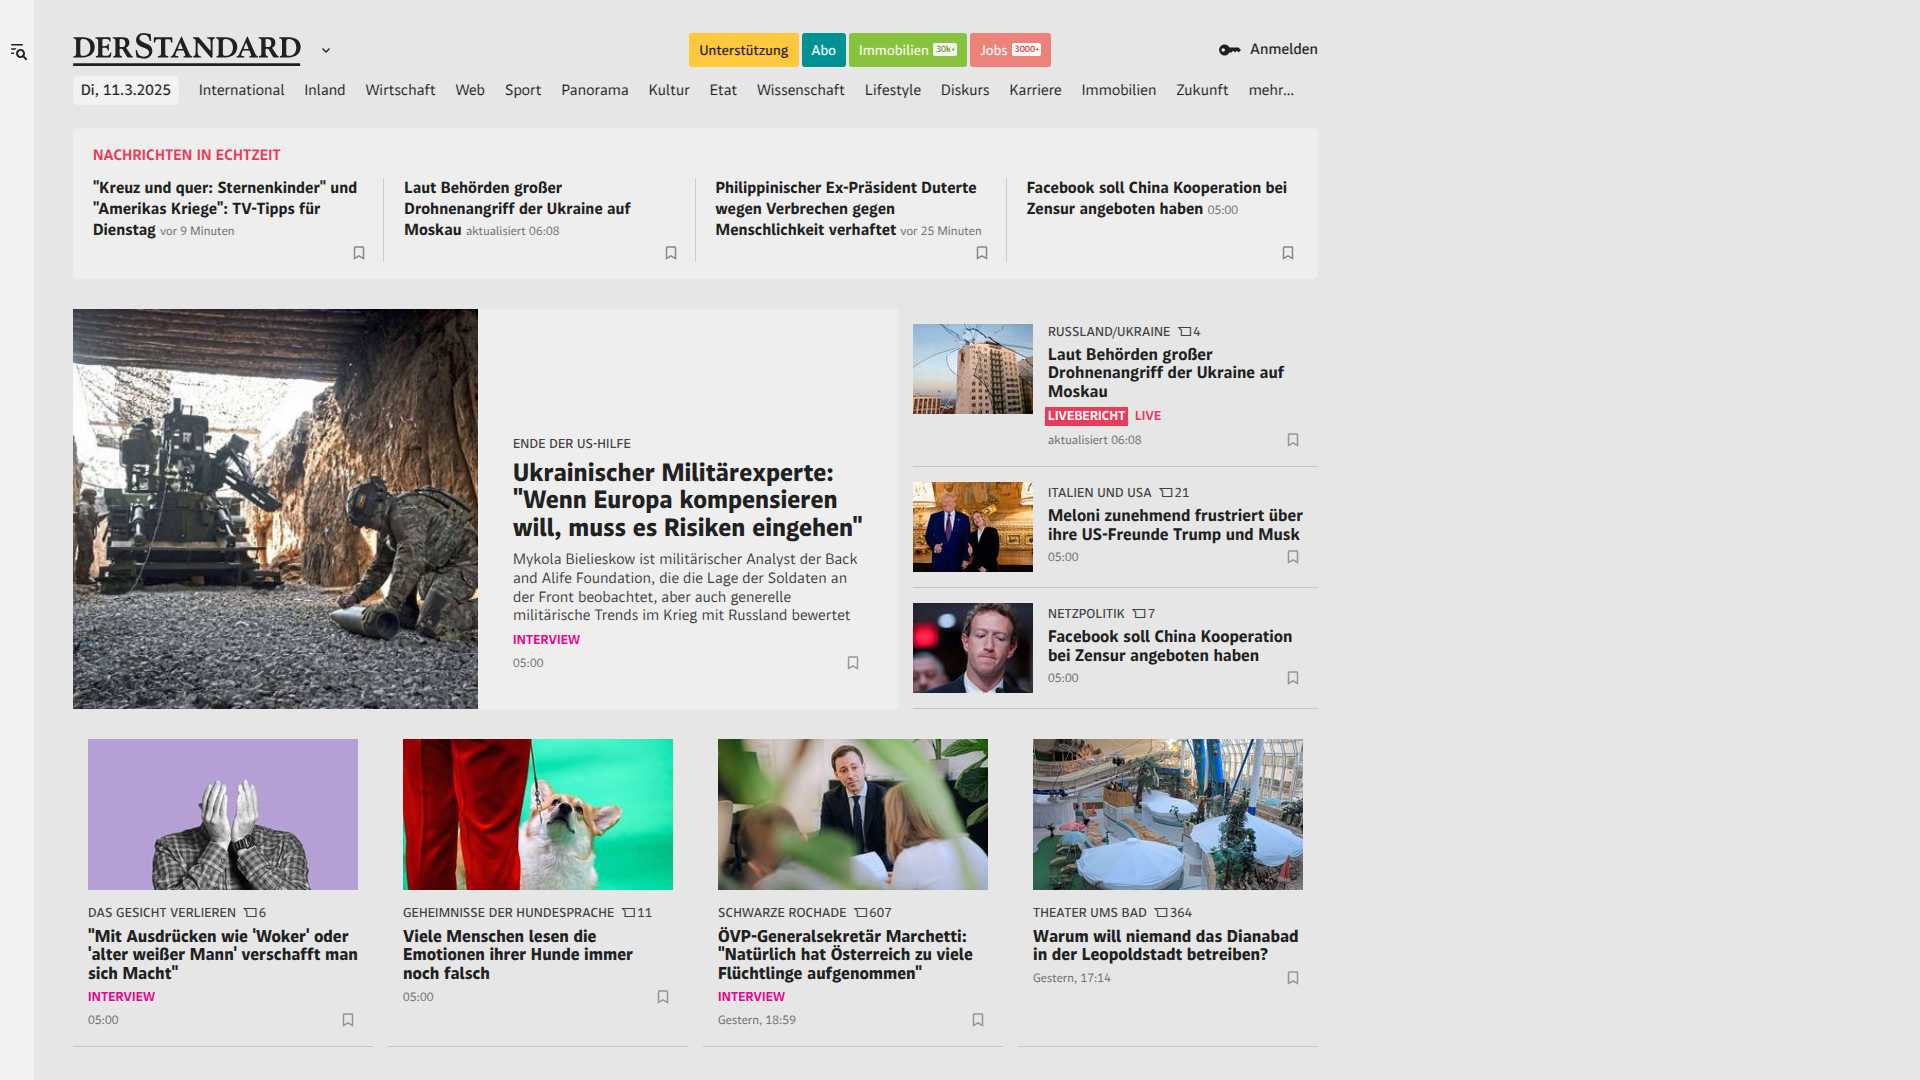 DERSTANDARD
Unterstützung
Abo
Immobilien 30k+
Jobs 3000+
Anmelden
Di, 11.3.2025
International
Inland
Wirtschaft
Web
Sport
Panorama
Kultur
Etat
Wissenschaft
Lifestyle
Diskurs
Karriere
Immobilien
Zukunft
mehr...
NACHRICHTEN IN ECHTZEIT
"Kreuz und quer: Sternenkinder" und
"Amerikas Kriege": TV-Tipps für
Dienstag vor 9 Minuten
Laut Behörden großer
Drohnenangriff der Ukraine auf
Moskau aktualisiert 06:08
Philippinischer Ex-Präsident Duterte
wegen Verbrechen gegen
Menschlichkeit verhaftet vor 25 Minuten
Facebook soll China Kooperation bei
Zensur angeboten haben 05:00
ENDE DER US-HILFE
Ukrainischer Militärexperte:
"Wenn Europa kompensieren
will, muss es Risiken eingehen"
Mykola Bielieskow ist militärischer Analyst der Back
and Alife Foundation, die die Lage der Soldaten an
der Front beobachtet, aber auch generelle
militärische Trends im Krieg mit Russland bewertet
INTERVIEW
05:00
RUSSLAND/UKRAINE 4
Laut Behörden großer
Drohnenangriff der Ukraine auf
Moskau
LIVEBERICHT LIVE
aktualisiert 06:08
ITALIEN UND USA 21
Meloni zunehmend frustriert über
ihre US-Freunde Trump und Musk
05:00
NETZPOLITIK 7
Facebook soll China Kooperation
bei Zensur angeboten haben
05:00
DAS GESICHT VERLIEREN 6
"Mit Ausdrücken wie 'Woker' oder
'alter weißer Mann' verschafft man
sich Macht"
INTERVIEW
05:00
GEHEIMNISSE DER HUNDESPRACHE 11
Viele Menschen lesen die
Emotionen ihrer Hunde immer
noch falsch
05:00
SCHWARZE ROCHADE 607
ÖVP-Generalsekretär Marchetti:
"Natürlich hat Österreich zu viele
Flüchtlinge aufgenommen"
INTERVIEW
Gestern, 18:59
THEATER UMS BAD 364
Warum will niemand das Dianabad
in der Leopoldstadt betreiben?
Gestern, 17:14